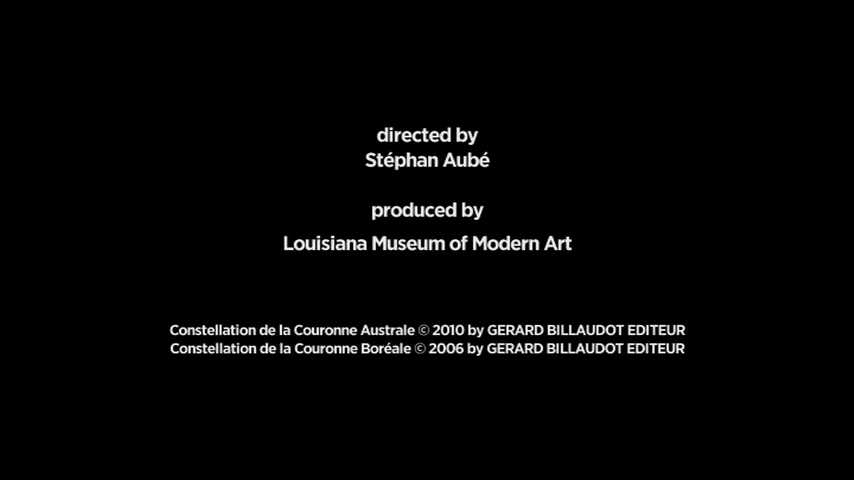 directed by
Stéphan Aubé
produced by
Louisiana Museum of Modern Art
Constellation de la Couronne Australe © 2010 by GERARD BILLAUDOT EDITEUR
Constellation de la Couronne Boréale © 2006 by GERARD BILLAUDOT EDITEUR